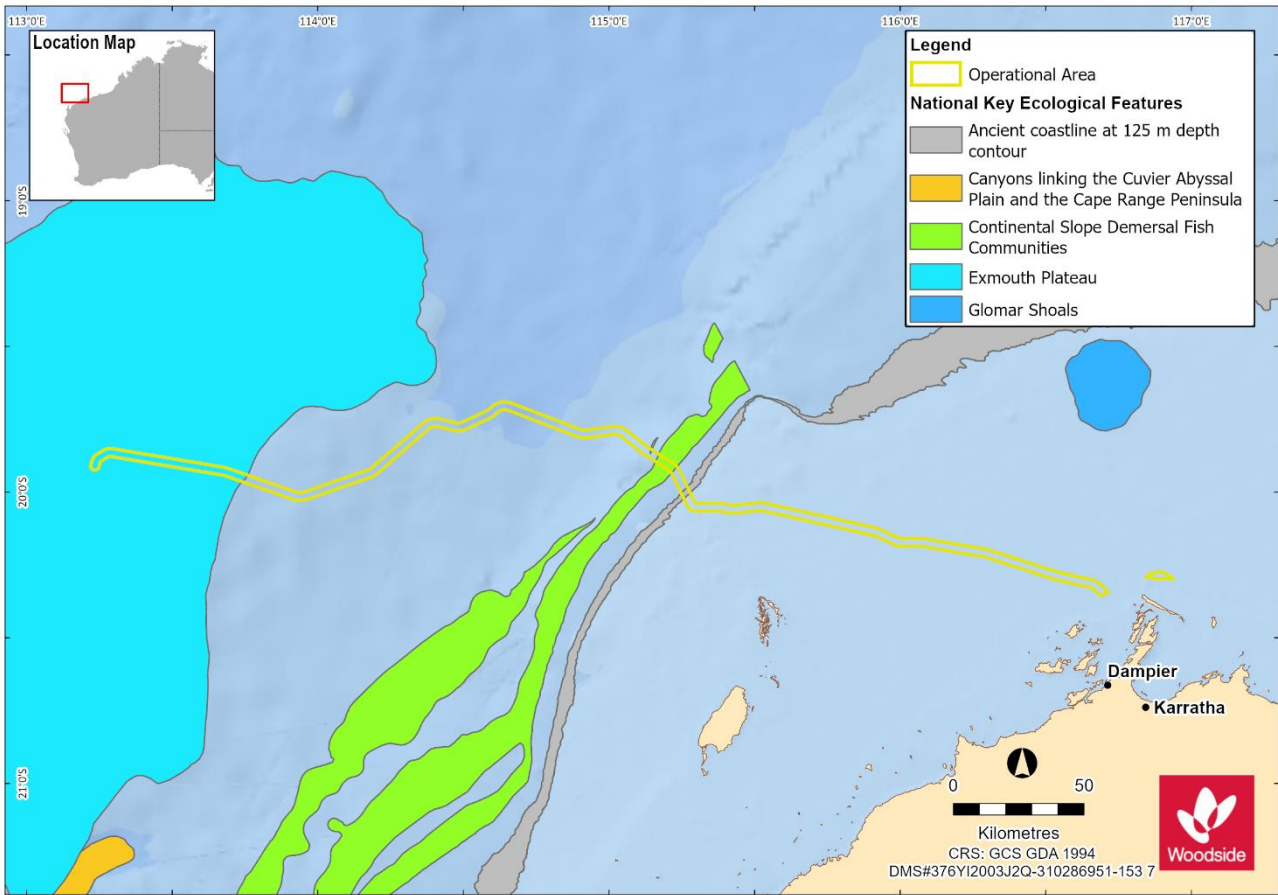 113°0'E
114°0'E
115°0'E
116°0'E
117°0'E
Location Map
Legend
Operational Area
National Key Ecological Features
Ancient coastline at 125 m depth
contour
Canyons linking the Cuvier Abyssal
Plain and the Cape Range Peninsula
Continental Slope Demersal Fish
Communities
Exmouth Plateau
Glomar Shoals
19°0'S
20°0'S
21°0'S
Dampier
Karratha
0 50
Kilometres
CRS: GCS GDA 1994
DMS#376YI2003J2Q-310286951-153 7
Woodside